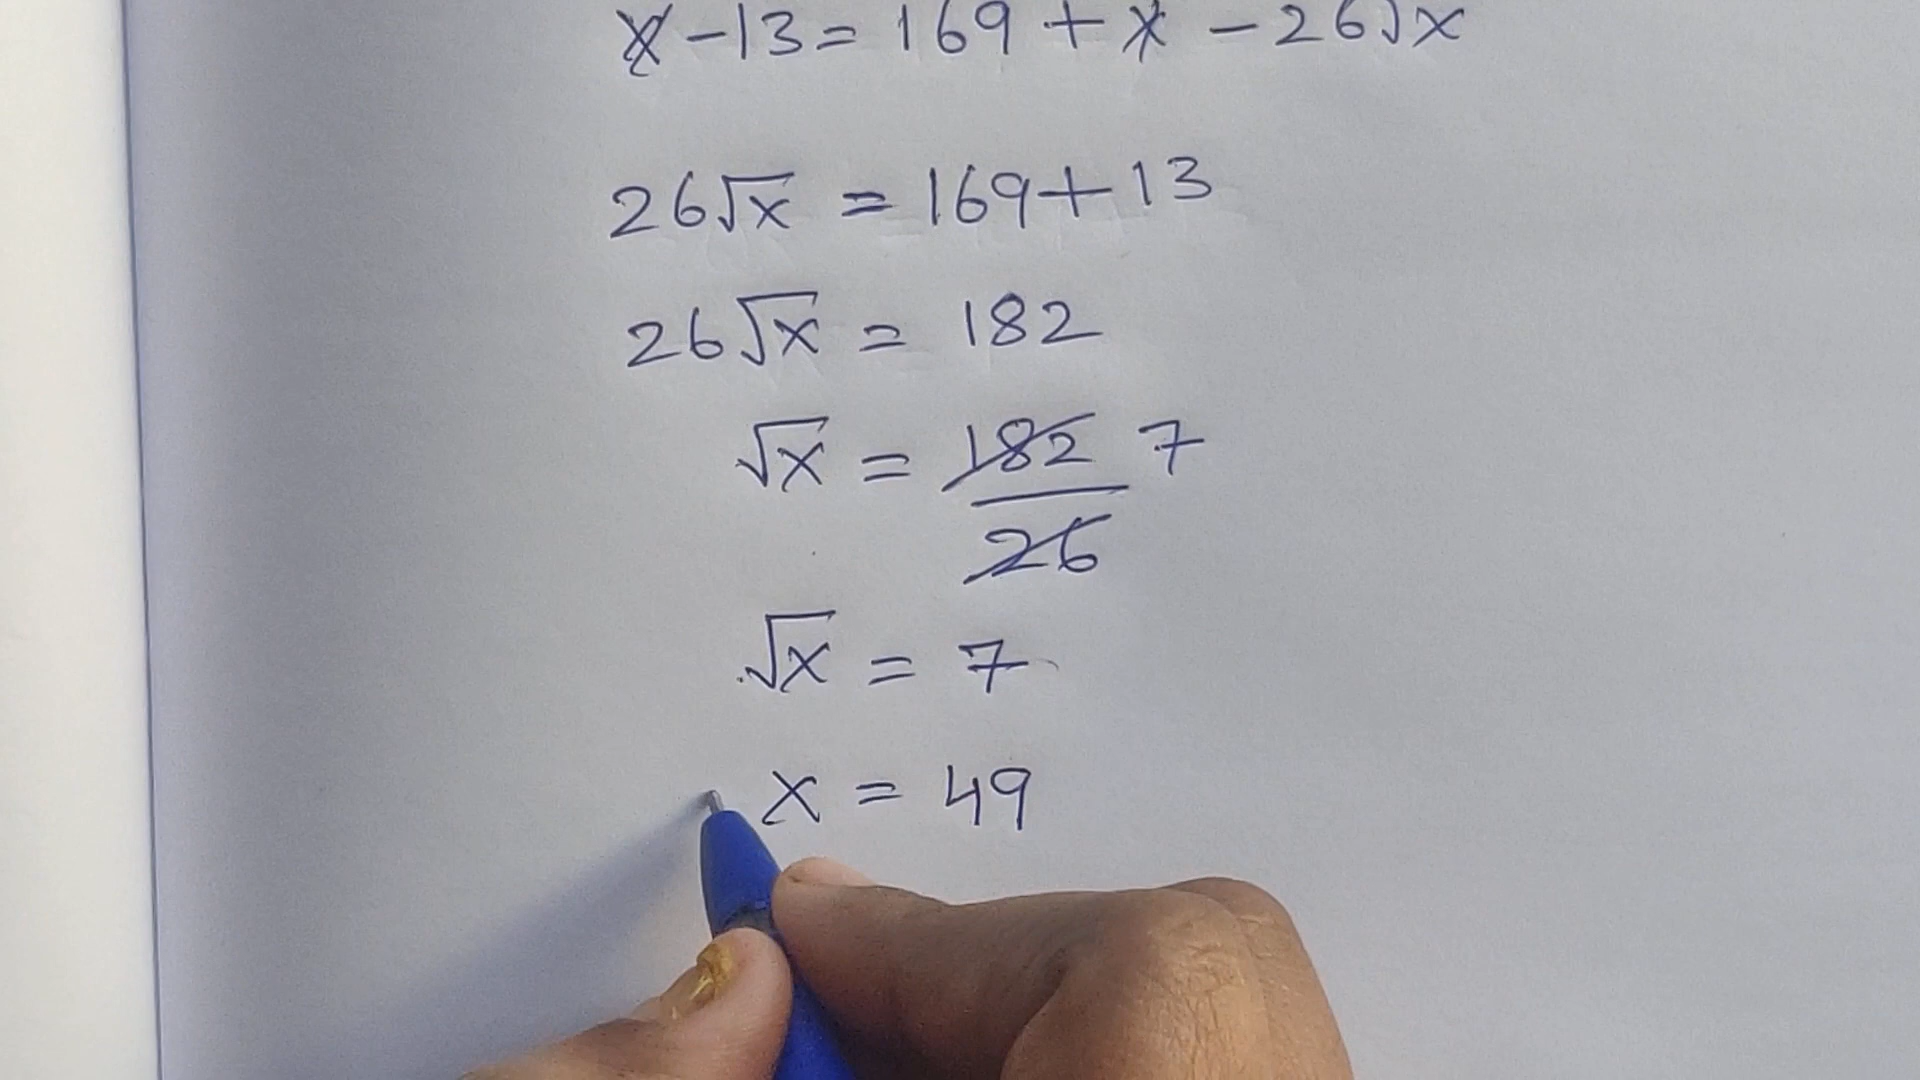 x - 13 = 169 + x - 26√x
26√x = 169 + 13
26√x = 182
√x = 182/26 7
√x = 7
x = 49